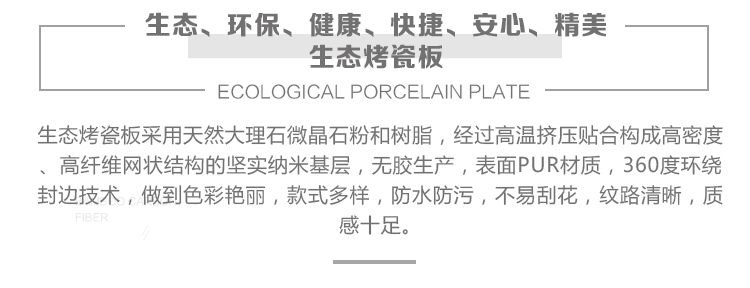 生态、环保、健康、快捷、安心、精美
生态烤瓷板
ECOLOGICAL PORCELAIN PLATE
生态烤瓷板采用天然大理石微晶石粉和树脂，经过高温挤压贴合构成高密度
、高纤维网状结构的坚实纳米基层，无胶生产，表面PUR材质，360度环绕
封边技术，做到色彩艳丽，款式多样，防水防污，不易刮花，纹路清晰，质
感十足。
FIBER